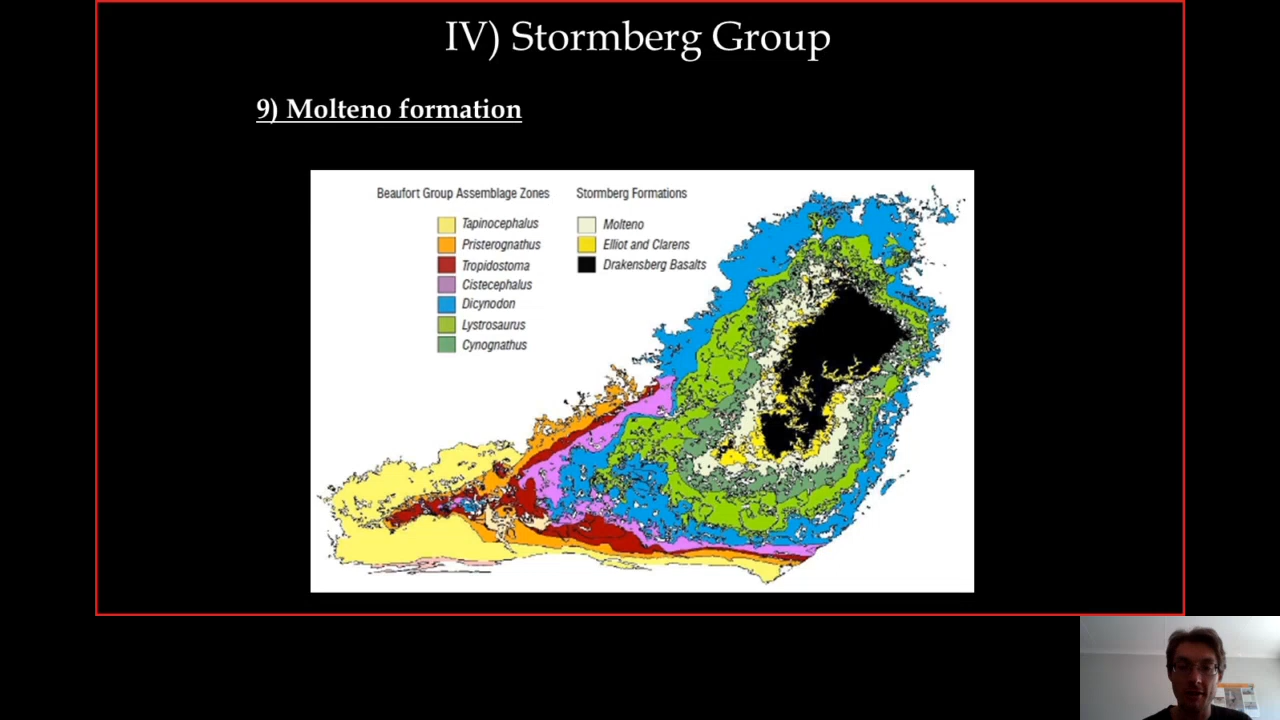 IV) Stormberg Group
9) Molteno formation
Beaufort Group Assemblage Zones
Tapinocephalus
Pristerognathus
Tropidostoma
Cistecephalus
Dicynodon
Lystrosaurus
Cynognathus
Stormberg Formations
Molteno
Elliot and Clarens
Drakensberg Basalts